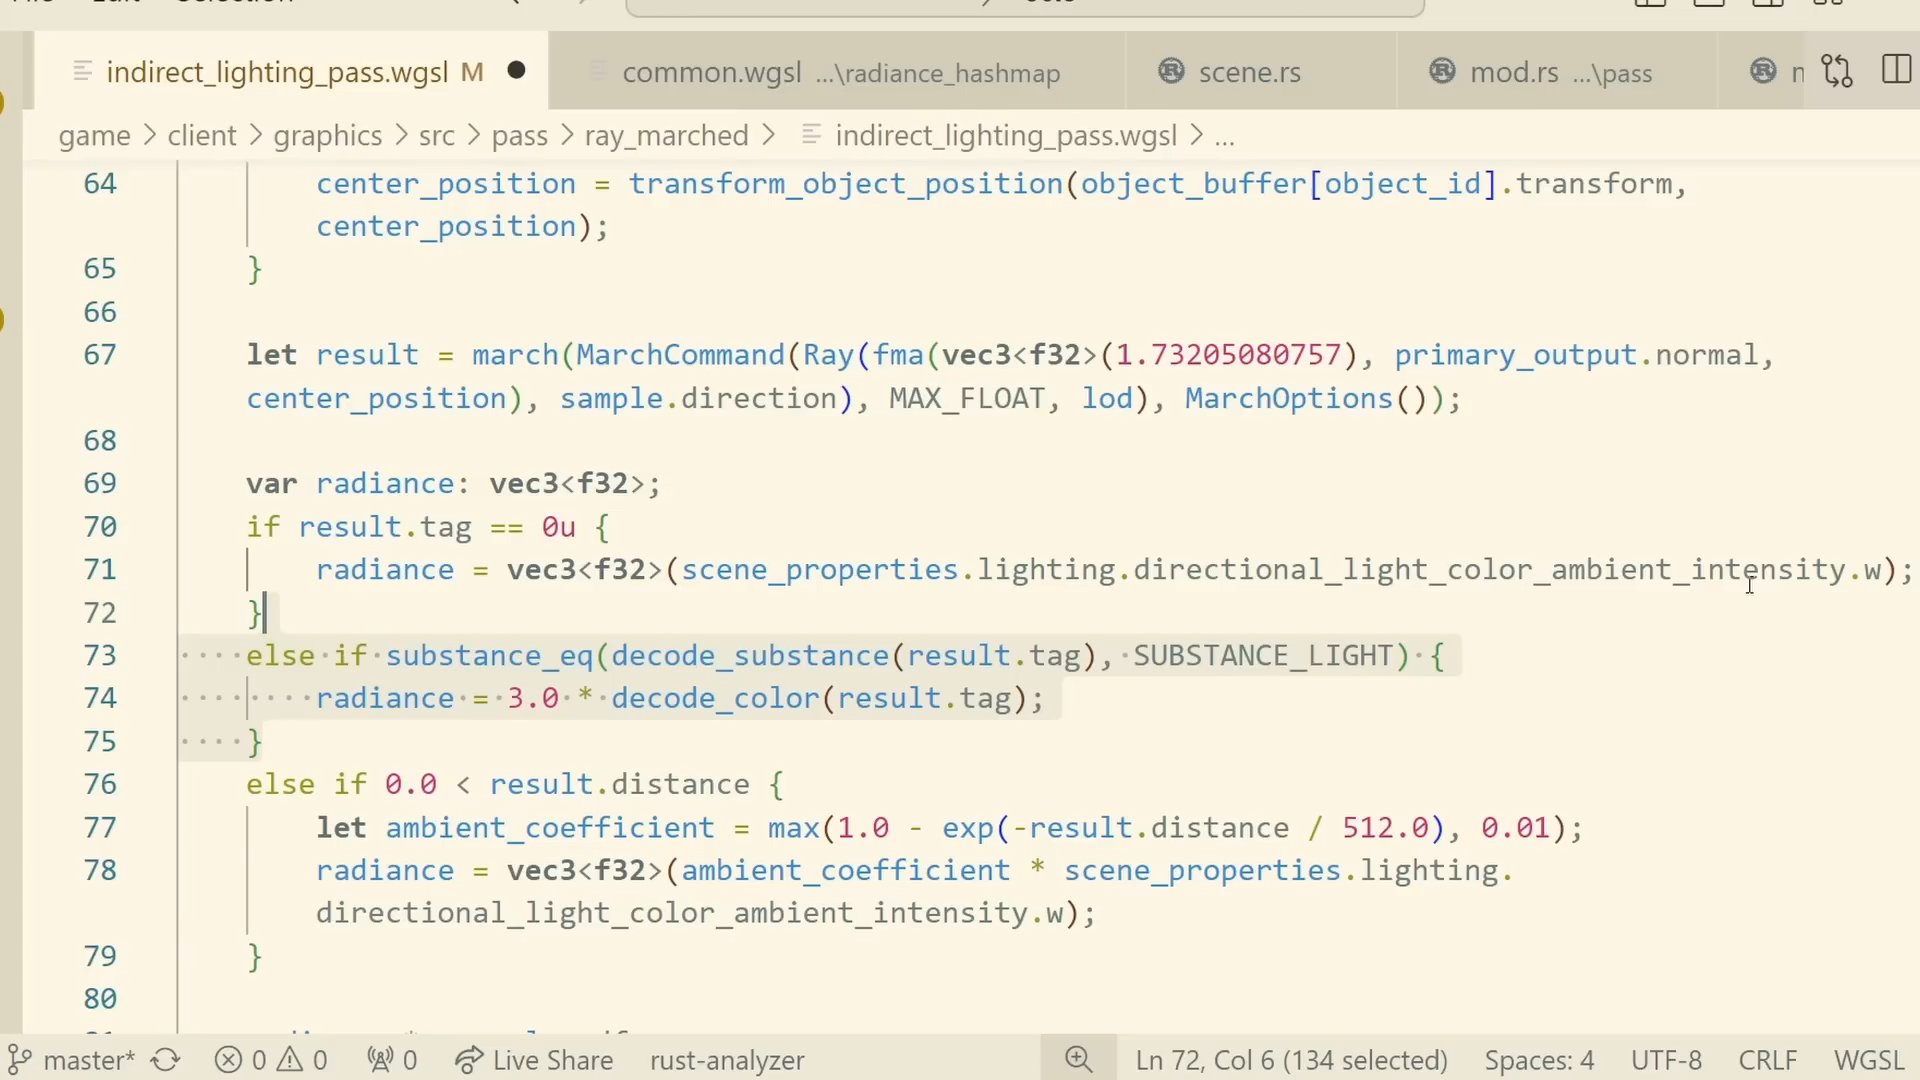 indirect_lighting_pass.wgsl M
common.wgsl ...\radiance_hashmap
scene.rs
mod.rs ...\pass
game > client > graphics > src > pass > ray_marched > indirect_lighting_pass.wgsl > ...
64 center_position = transform_object_position(object_buffer[object_id].transform,
center_position);
65 }
66
67 let result = march(MarchCommand(Ray(fma(vec3<f32>(1.73205080757), primary_output.normal,
center_position), sample.direction), MAX_FLOAT, lod), MarchOptions());
68
69 var radiance: vec3<f32>;
70 if result.tag == 0u {
71 radiance = vec3<f32>(scene_properties.lighting.directional_light_color_ambient_intensity.w);
72 }
73 else if substance_eq(decode_substance(result.tag), SUBSTANCE_LIGHT) {
74 radiance = 3.0 * decode_color(result.tag);
75 }
76 else if 0.0 < result.distance {
77 let ambient_coefficient = max(1.0 - exp(-result.distance / 512.0), 0.01);
78 radiance = vec3<f32>(ambient_coefficient * scene_properties.lighting.
directional_light_color_ambient_intensity.w);
79 }
80
master* 0 0 0 Live Share rust-analyzer Ln 72, Col 6 (134 selected) Spaces: 4 UTF-8 CRLF WGSL